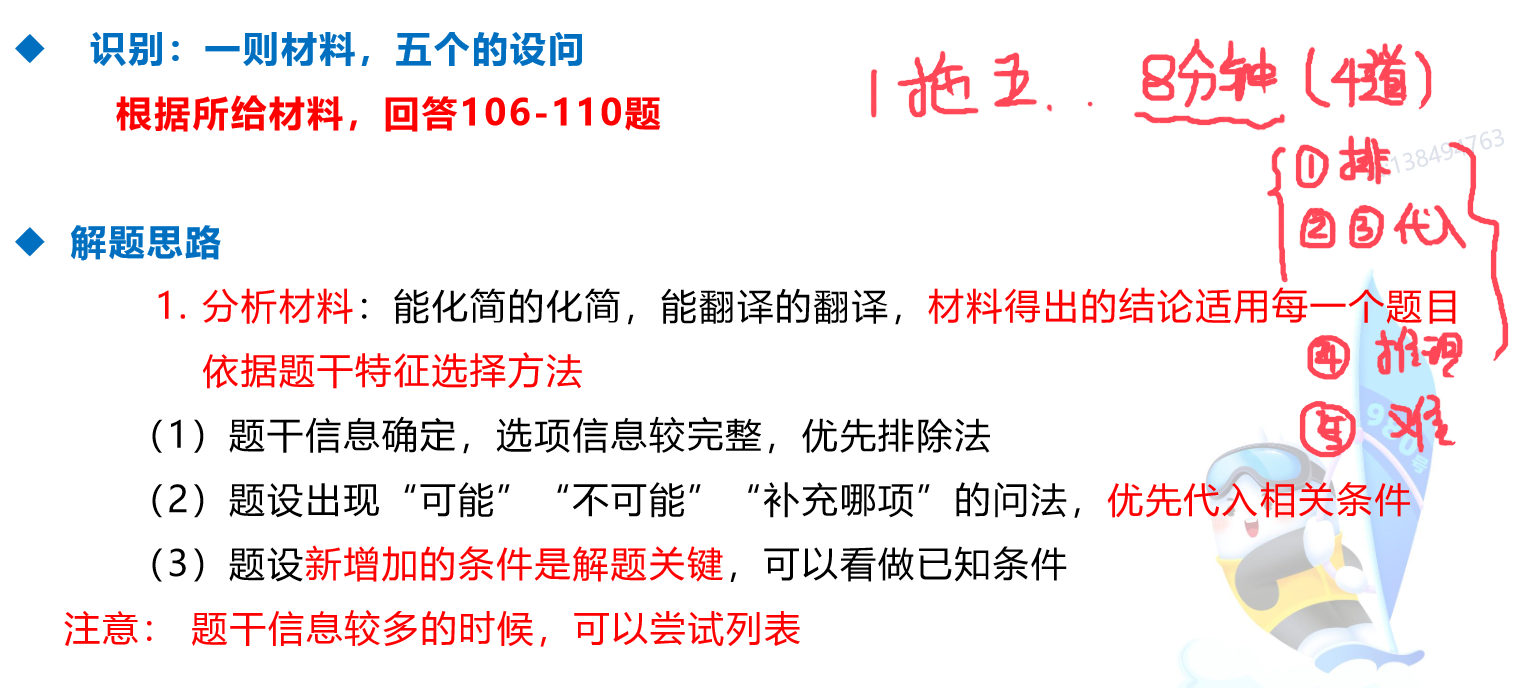 识别：一则材料，五个的设问
根据所给材料，回答106-110题
1拖五.. 8分钟（4道）
①排
138494763
②③代入
解题思路
1. 分析材料：能化简的化简，能翻译的翻译，材料得出的结论适用每一个题目
④推理
依据题干特征选择方法
⑤难
980号
（1）题干信息确定，选项信息较完整，优先排除法
（2）题设出现“可能”“不可能”“补充哪项”的问法，优先代入相关条件
（3）题设新增加的条件是解题关键，可以看做已知条件
注意： 题干信息较多的时候，可以尝试列表